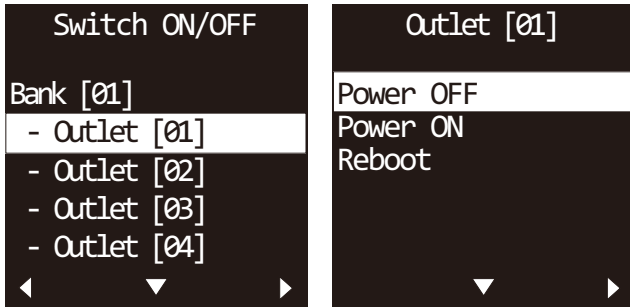 Switch ON/OFF
Bank [01]
- Outlet [01]
- Outlet [02]
- Outlet [03]
- Outlet [04]
Outlet [01]
Power OFF
Power ON
Reboot